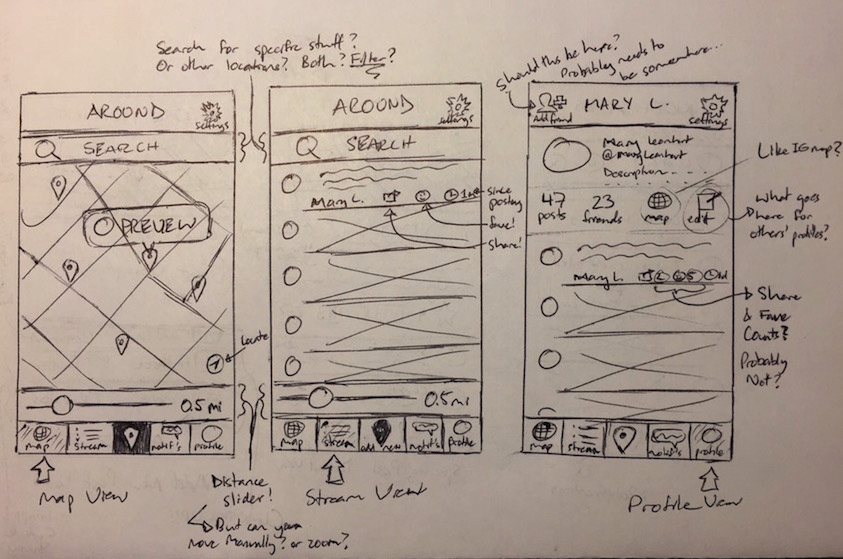 Search for specific stuff?
Or other locations? Both? Filter?
Should this be here?
Probably needs to
be somewhere...
AROUND
settings
SEARCH
PREVIEW
Locate
0.5 mi
map
stream
notif's
profile
Map View
Distance
slider!
But can you
move manually? or zoom?
AROUND
settings
SEARCH
Mary L.
since
posting
fave!
share!
0.5 mi
map
stream
add new
notif's
profile
Stream View
Add friend
MARY L.
settings
Mary Leonhart
@maryleonhart
Description
Like IG map?
47
posts
23
friends
map
edit
What goes
here for
others' profiles?
Mary L.
2
5
Share
& Fave
Counts?
Probably
Not?
map
stream
notif's
profile
Profile View